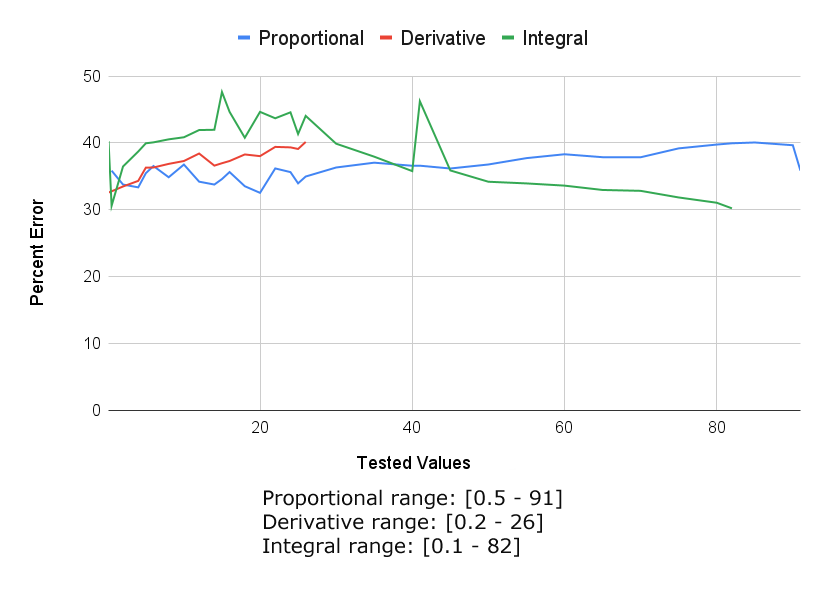 Proportional Derivative Integral
50
40
30
20
10
0
Percent Error
20 40 60 80
Tested Values
Proportional range: [0.5 - 91]
Derivative range: [0.2 - 26]
Integral range: [0.1 - 82]